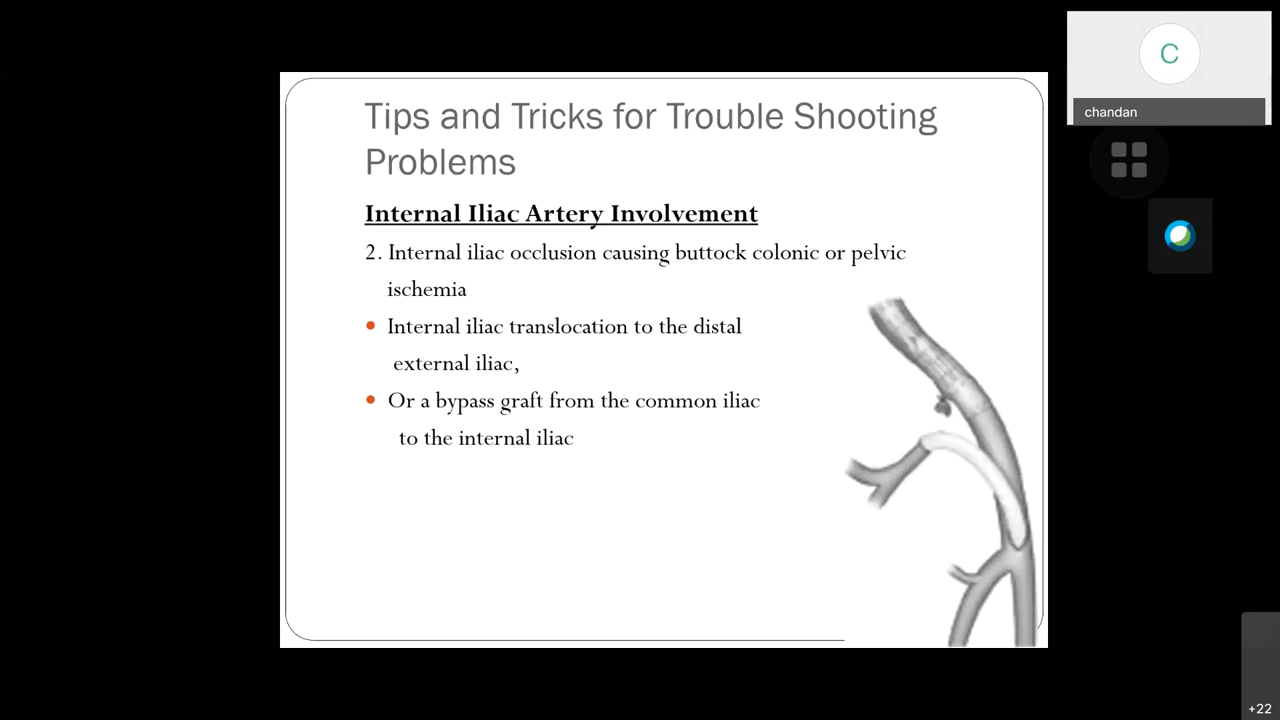 C
chandan
Tips and Tricks for Trouble Shooting
Problems
Internal Iliac Artery Involvement
2. Internal iliac occlusion causing buttock colonic or pelvic
ischemia
• Internal iliac translocation to the distal
external iliac,
• Or a bypass graft from the common iliac
to the internal iliac
+22